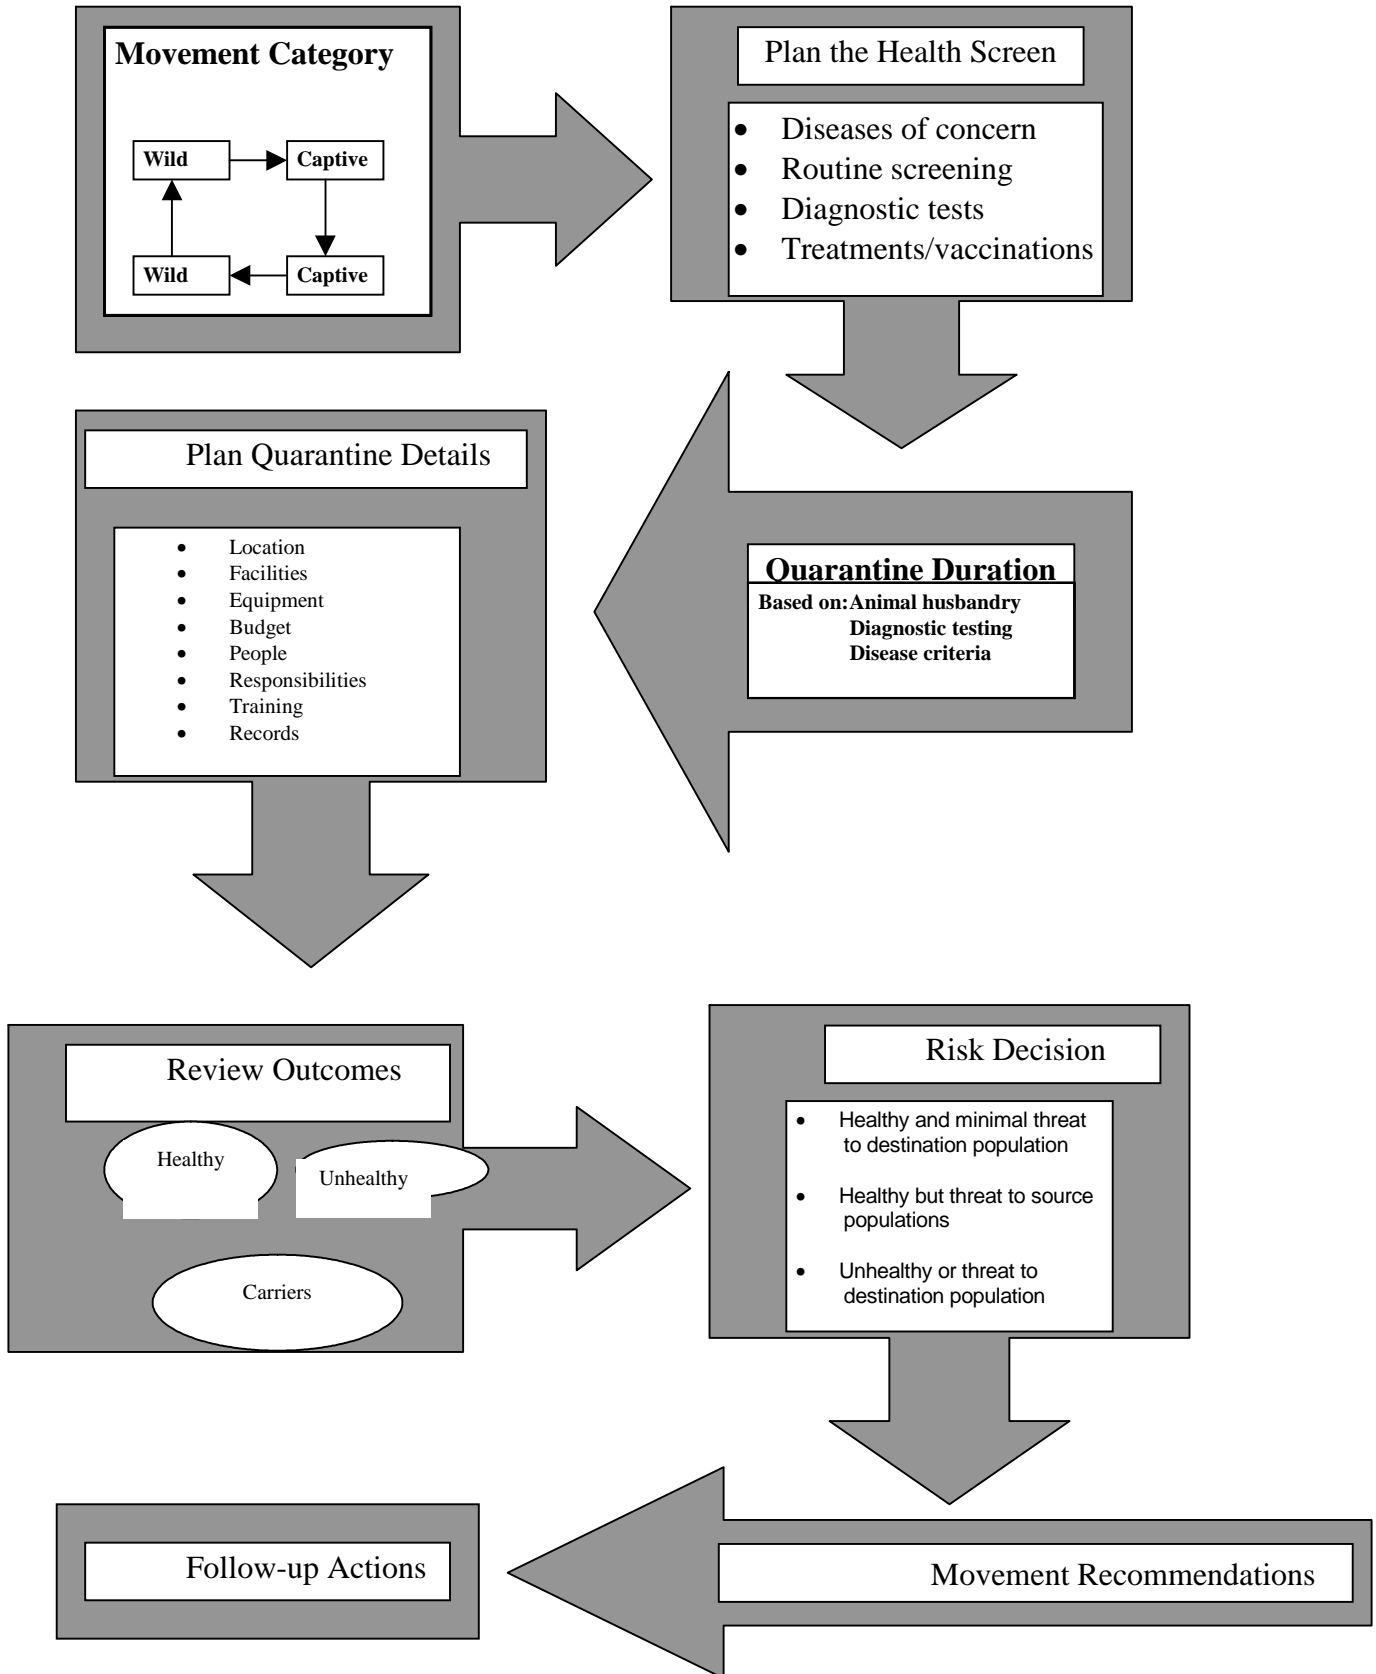 Movement Category
Wild
Captive
Wild
Captive
Plan the Health Screen
• Diseases of concern
• Routine screening
• Diagnostic tests
• Treatments/vaccinations
Quarantine Duration
Based on:Animal husbandry
Diagnostic testing
Disease criteria
Plan Quarantine Details
• Location
• Facilities
• Equipment
• Budget
• People
• Responsibilities
• Training
• Records
Review Outcomes
Healthy
Unhealthy
Carriers
Risk Decision
• Healthy and minimal threat
to destination population
• Healthy but threat to source
populations
• Unhealthy or threat to
destination population
Movement Recommendations
Follow-up Actions